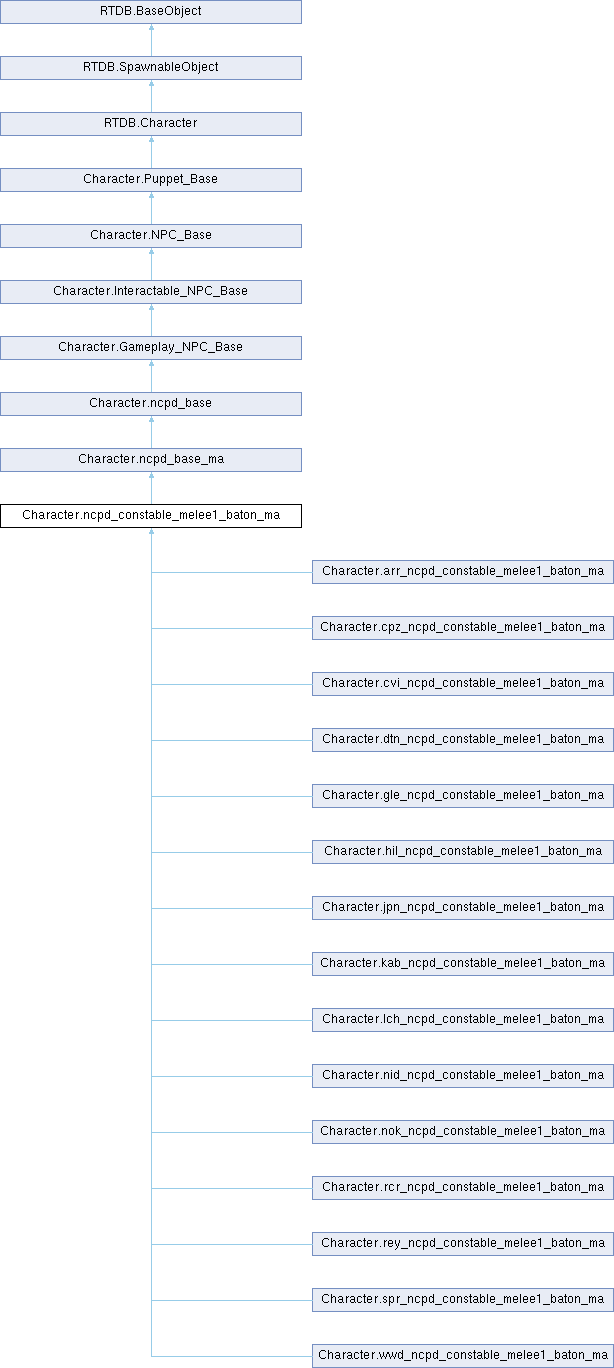 RTDB.BaseObject
RTDB.SpawnableObject
RTDB.Character
Character.Puppet_Base
Character.NPC_Base
Character.Interactable_NPC_Base
Character.Gameplay_NPC_Base
Character.ncpd_base
Character.ncpd_base_ma
Character.ncpd_constable_melee1_baton_ma
Character.arr_ncpd_constable_melee1_baton_ma
Character.cpz_ncpd_constable_melee1_baton_ma
Character.cvi_ncpd_constable_melee1_baton_ma
Character.dtn_ncpd_constable_melee1_baton_ma
Character.gle_ncpd_constable_melee1_baton_ma
Character.hil_ncpd_constable_melee1_baton_ma
Character.jpn_ncpd_constable_melee1_baton_ma
Character.kab_ncpd_constable_melee1_baton_ma
Character.lch_ncpd_constable_melee1_baton_ma
Character.nid_ncpd_constable_melee1_baton_ma
Character.nok_ncpd_constable_melee1_baton_ma
Character.rcr_ncpd_constable_melee1_baton_ma
Character.rey_ncpd_constable_melee1_baton_ma
Character.spr_ncpd_constable_melee1_baton_ma
Character.wwd_ncpd_constable_melee1_baton_ma